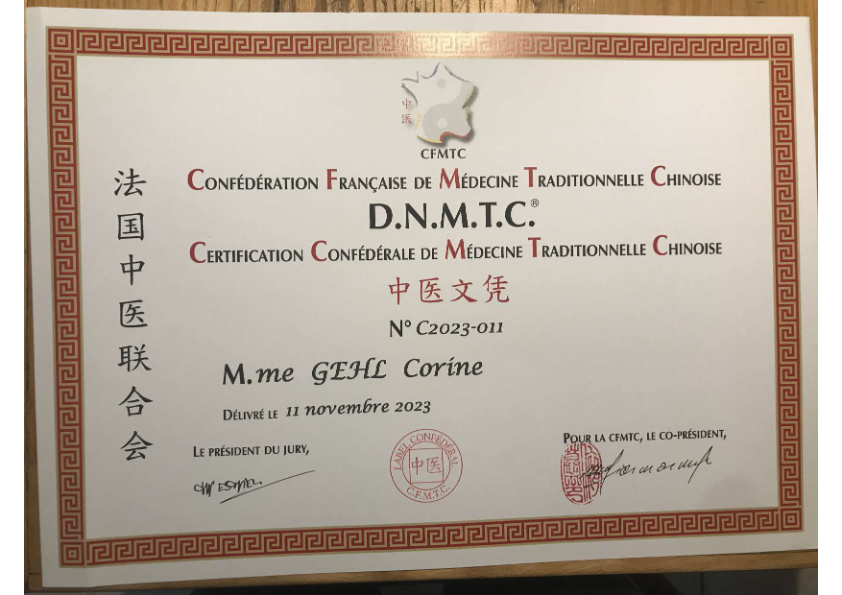 中医
CFMTC
CONFÉDÉRATION FRANÇAISE DE MÉDECINE TRADITIONNELLE CHINOISE
D.N.M.T.C.®
CERTIFICATION CONFÉDÉRALE DE MÉDECINE TRADITIONNELLE CHINOISE
中医文凭
N° C2023-011
M.me GEHL Corine
DÉLIVRÉ LE 11 novembre 2023
法国中医联合会
LE PRÉSIDENT DU JURY,
LABEL CONFÉDÉRAL
中医
C.F.M.T.C.
POUR LA CFMTC, LE CO-PRÉSIDENT,